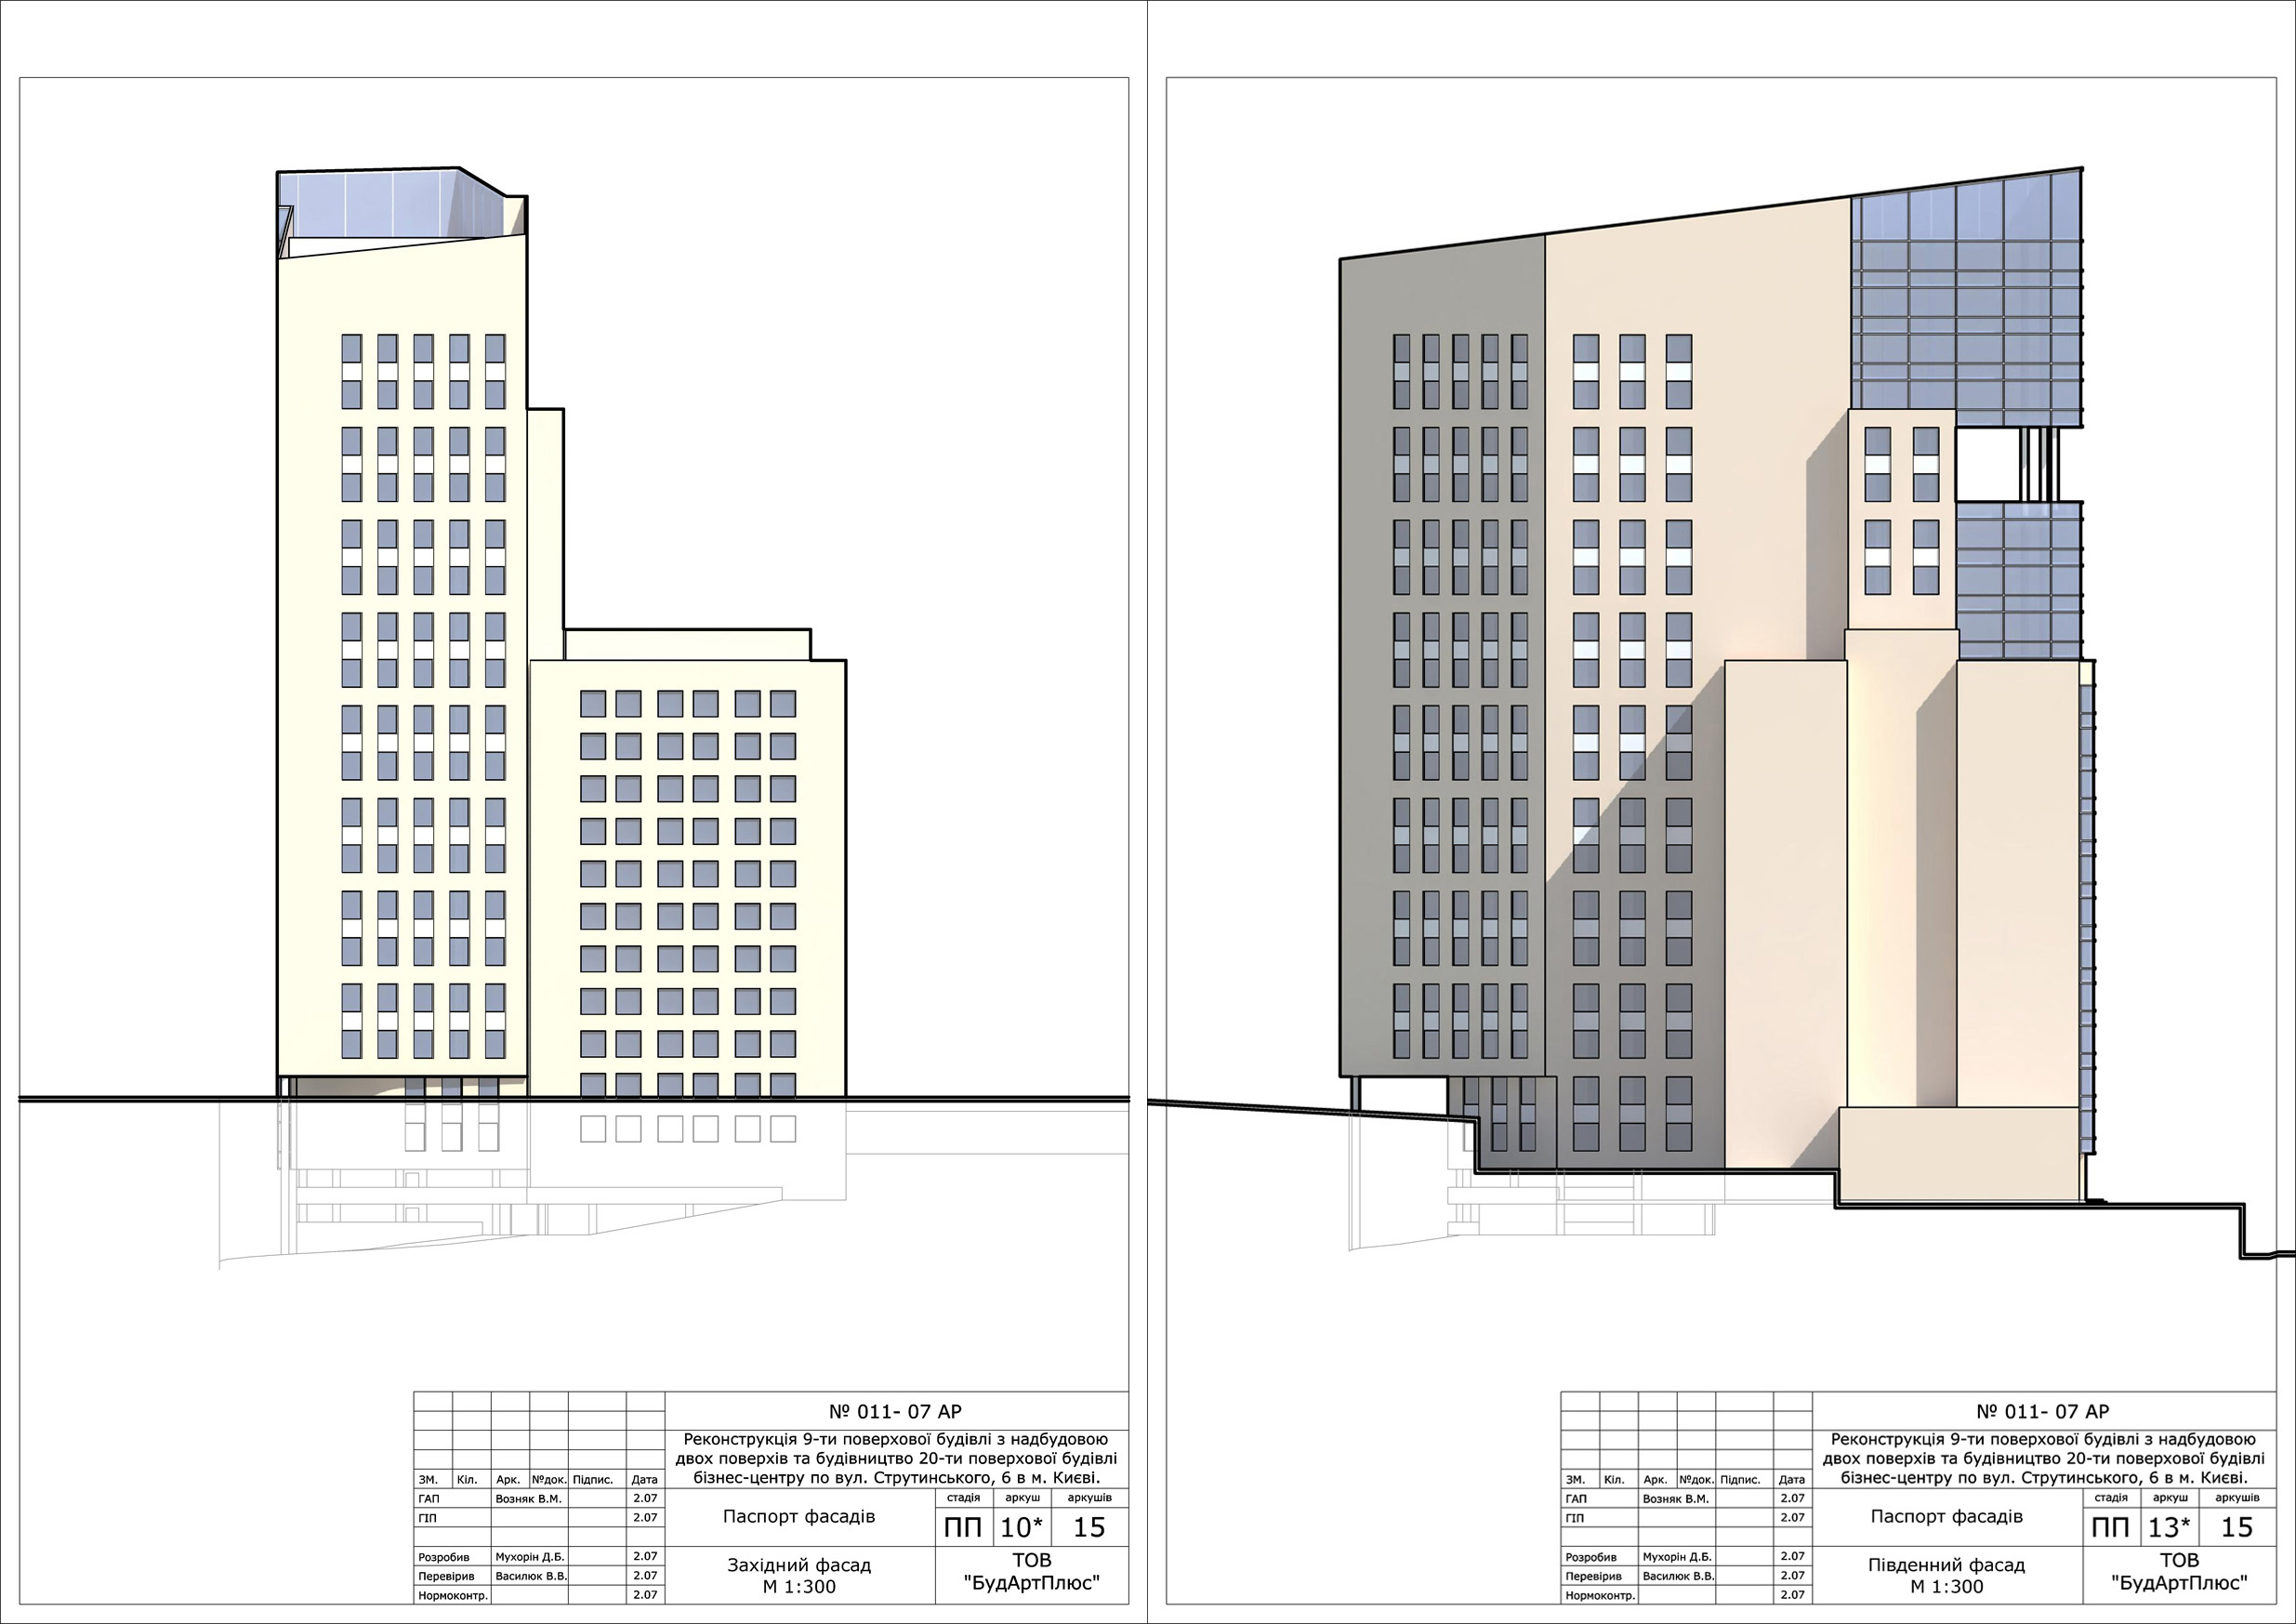 № 011- 07 АР
Реконструкція 9-ти поверхової будівлі з надбудовою
двох поверхів та будівництво 20-ти поверхової будівлі
бізнес-центру по вул. Струтинського, 6 в м. Києві.
ЗМ. Кіл. Арк. №док. Підпис. Дата
ГАП Возняк В.М. 2.07
ГІП 2.07
Розробив Мухорін Д.Б. 2.07
Перевірив Василюк В.В. 2.07
Нормоконтр. 2.07
Паспорт фасадів
стадія аркуш аркушів
ПП 10* 15
Західний фасад
М 1:300
ТОВ
"БудАртПлюс"
№ 011- 07 АР
Реконструкція 9-ти поверхової будівлі з надбудовою
двох поверхів та будівництво 20-ти поверхової будівлі
бізнес-центру по вул. Струтинського, 6 в м. Києві.
ЗМ. Кіл. Арк. №док. Підпис. Дата
ГАП Возняк В.М. 2.07
ГІП 2.07
Розробив Мухорін Д.Б. 2.07
Перевірив Василюк В.В. 2.07
Нормоконтр. 2.07
Паспорт фасадів
стадія аркуш аркушів
ПП 13* 15
Південний фасад
М 1:300
ТОВ
"БудАртПлюс"